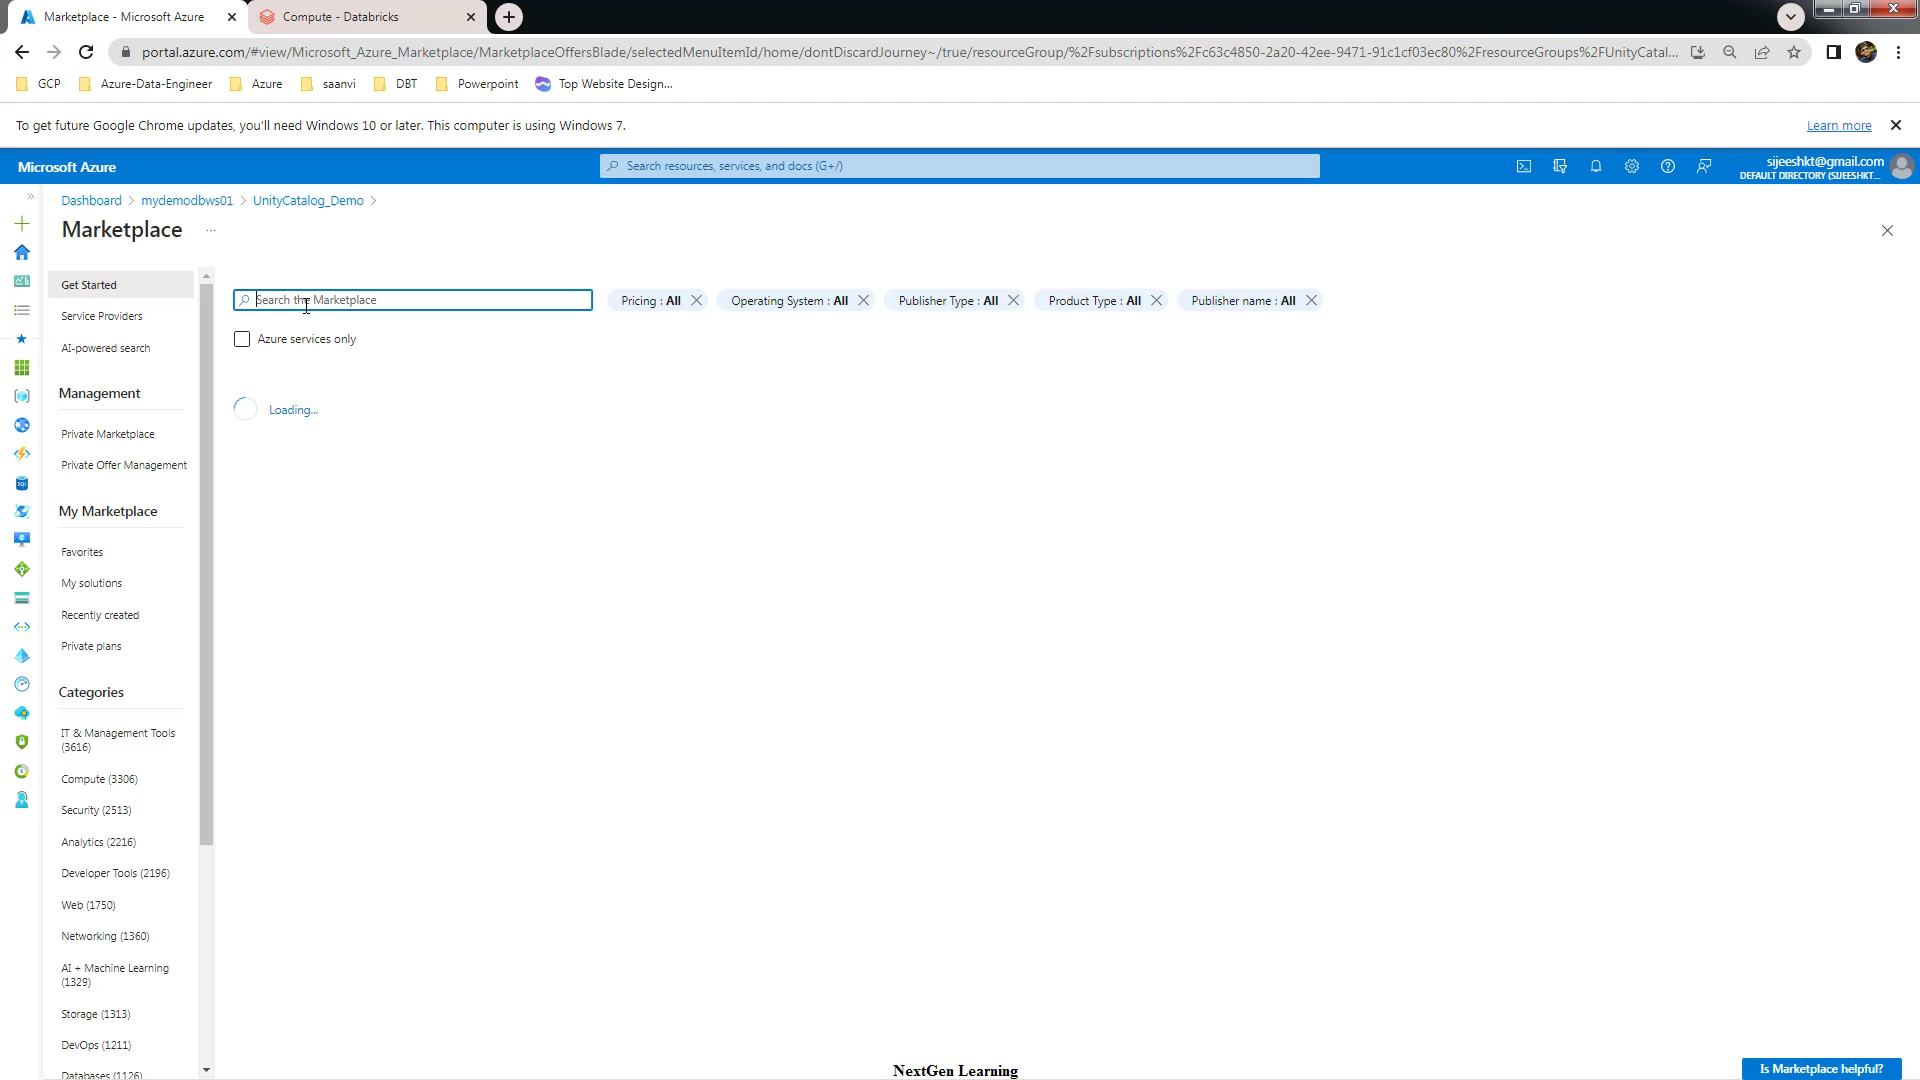 Marketplace - Microsoft Azure
Compute - Databricks
portal.azure.com/#view/Microsoft_Azure_Marketplace/MarketplaceOffersBlade/selectedMenuItemId/home/dontDiscardJourney~/true/resourceGroup/%2Fsubscriptions%2Fc63c4850-2a20-42ee-9471-91c1cf03ec80%2FresourceGroups%2FUnityCatal...
GCP
Azure-Data-Engineer
Azure
saanvi
DBT
Powerpoint
Top Website Design...
To get future Google Chrome updates, you'll need Windows 10 or later. This computer is using Windows 7.
Learn more
Microsoft Azure
Search resources, services, and docs (G+/)
sijeeshkt@gmail.com
DEFAULT DIRECTORY (SIJEESHKT...
Dashboard > mydemodbws01 > UnityCatalog_Demo >
Marketplace ...
Get Started
Service Providers
AI-powered search
Management
Private Marketplace
Private Offer Management
My Marketplace
Favorites
My solutions
Recently created
Private plans
Categories
IT & Management Tools
(3616)
Compute (3306)
Security (2513)
Analytics (2216)
Developer Tools (2196)
Web (1750)
Networking (1360)
AI + Machine Learning
(1329)
Storage (1313)
DevOps (1211)
Databases (1126)
Search the Marketplace
Pricing : All
Operating System : All
Publisher Type : All
Product Type : All
Publisher name : All
Azure services only
Loading...
NextGen Learning
Is Marketplace helpful?